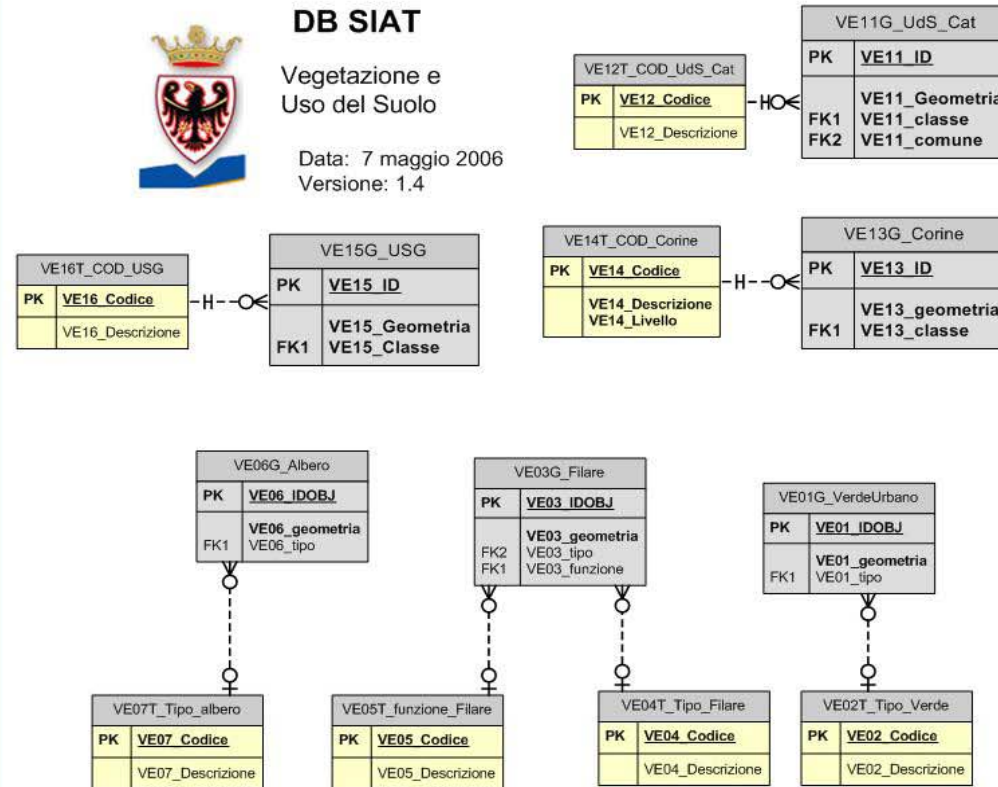 DB SIAT
Vegetazione e
Uso del Suolo
Data: 7 maggio 2006
Versione: 1.4
VE12T_COD_UdS_Cat
PK VE12_Codice
VE12_Descrizione
VE11G_UdS_Cat
PK VE11_ID
VE11_Geometria
FK1 VE11_classe
FK2 VE11_comune
VE16T_COD_USG
PK VE16_Codice
VE16_Descrizione
VE15G_USG
PK VE15_ID
VE15_Geometria
FK1 VE15_Classe
VE14T_COD_Corine
PK VE14_Codice
VE14_Descrizione
VE14_Livello
VE13G_Corine
PK VE13_ID
VE13_geometria
FK1 VE13_classe
VE06G_Albero
PK VE06_IDOBJ
VE06_geometria
FK1 VE06_tipo
VE03G_Filare
PK VE03_IDOBJ
VE03_geometria
FK2 VE03_tipo
FK1 VE03_funzione
VE01G_VerdeUrbano
PK VE01_IDOBJ
VE01_geometria
FK1 VE01_tipo
VE07T_Tipo_albero
PK VE07_Codice
VE07_Descrizione
VE05T_funzione_Filare
PK VE05_Codice
VE05_Descrizione
VE04T_Tipo_Filare
PK VE04_Codice
VE04_Descrizione
VE02T_Tipo_Verde
PK VE02_Codice
VE02_Descrizione